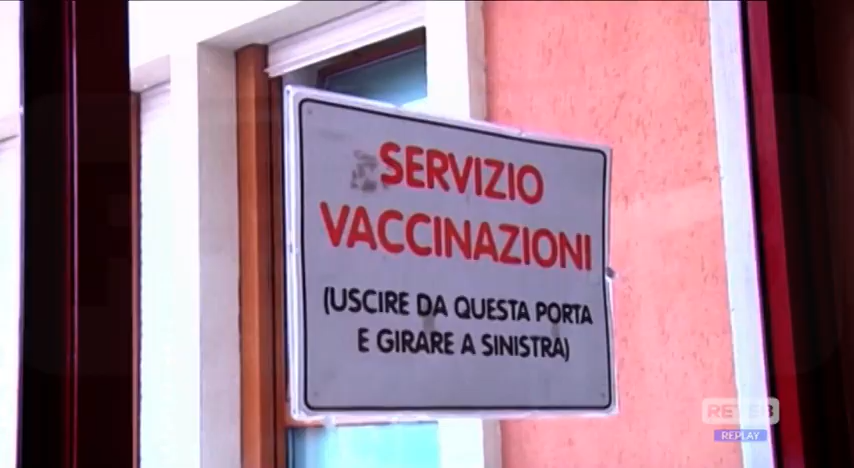 SERVIZIO
VACCINAZIONI
(USCIRE DA QUESTA PORTA
E GIRARE A SINISTRA)
REPLAY